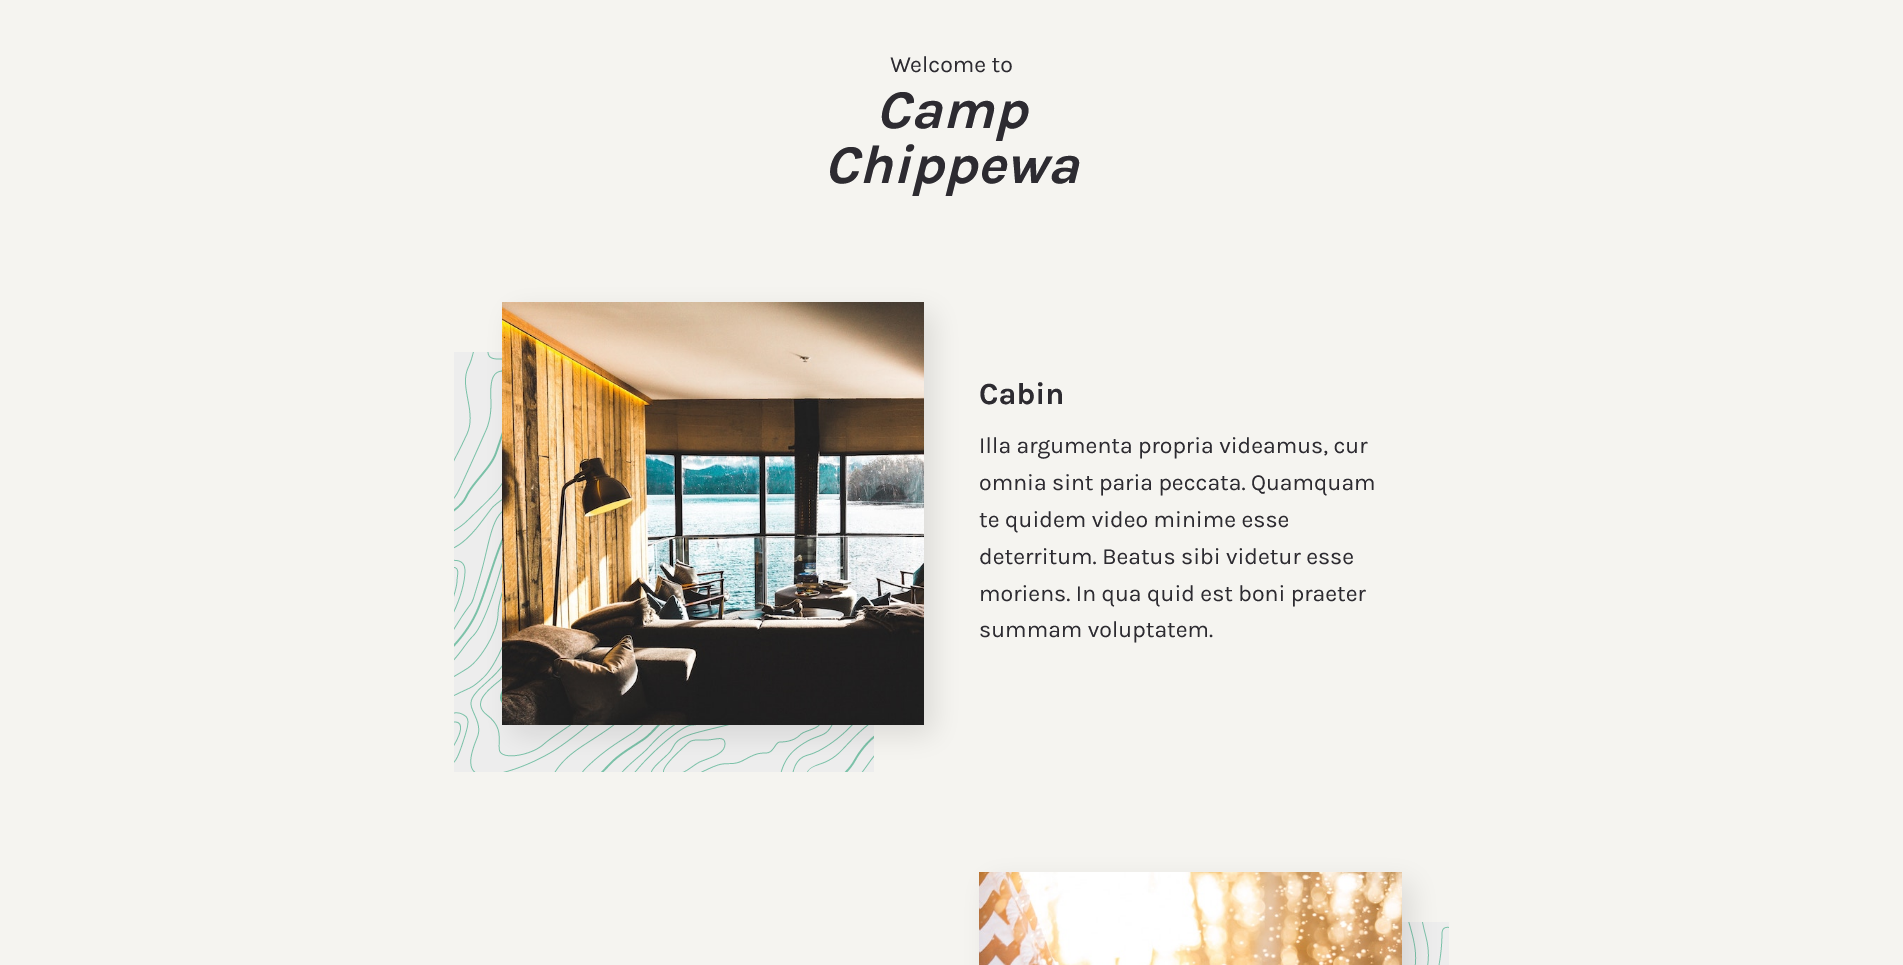 Welcome to
Camp
Chippewa
Cabin
Illa argumenta propria videamus, cur
omnia sint paria peccata. Quamquam
te quidem video minime esse
deterritum. Beatus sibi videtur esse
moriens. In qua quid est boni praeter
summam voluptatem.